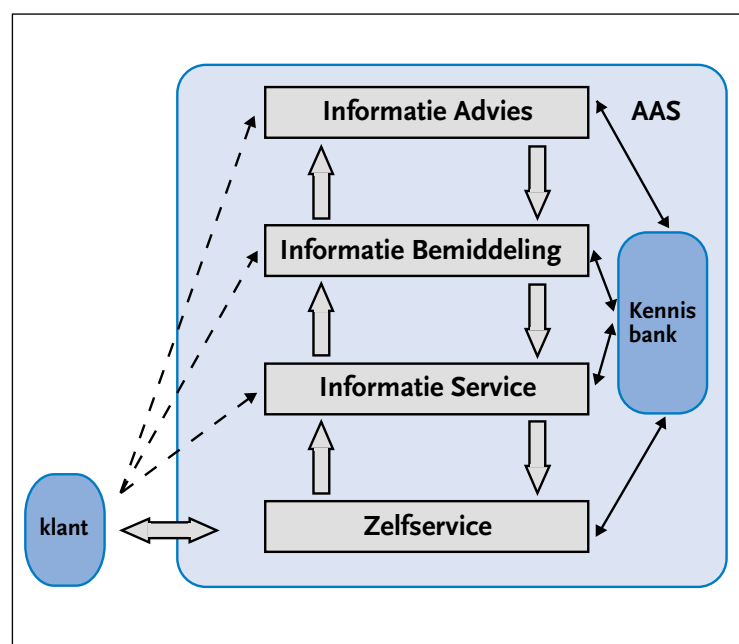 Informatie Advies
AAS
Informatie Bemiddeling
Kennis
bank
Informatie Service
klant
Zelfservice